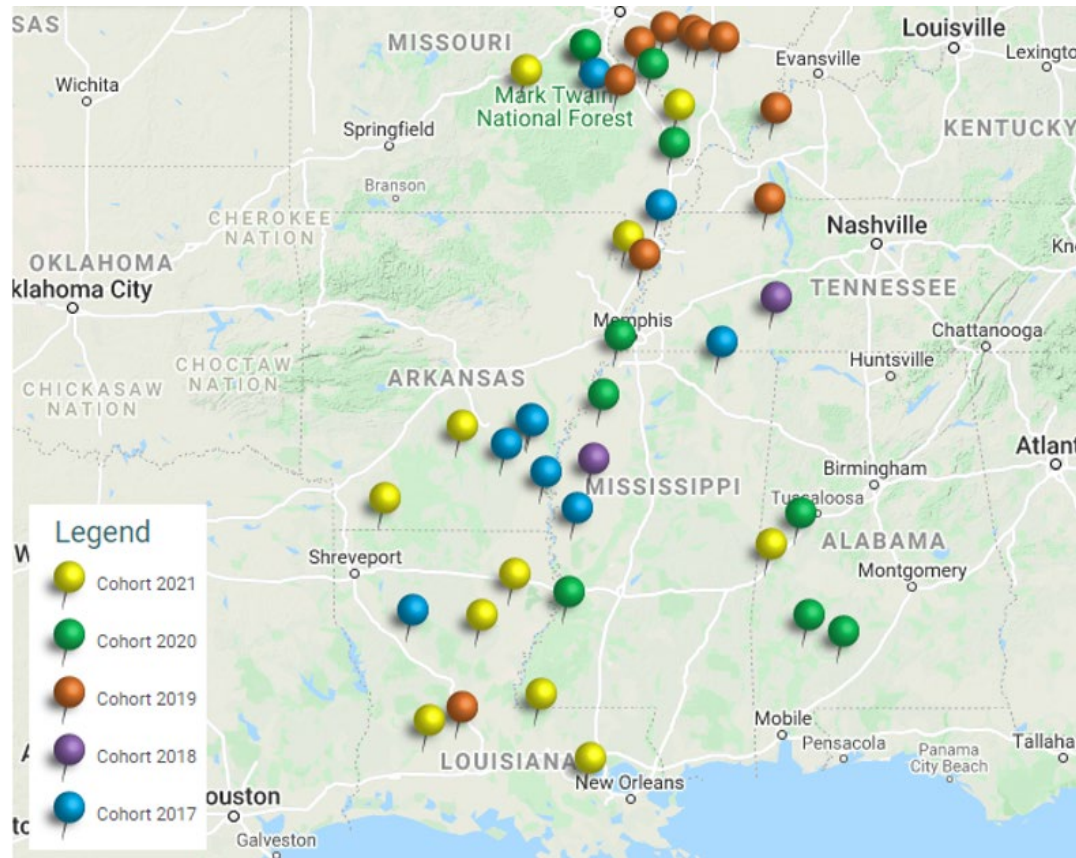 SAS
MISSOURI
Louisville
Wichita
Evansville
Lexingto
Mark Twain
National Forest
Springfield
KENTUCKY
Branson
CHEROKEE
NATION
Nashville
Kn
OKLAHOMA
klahoma City
TENNESSEE
Memphis
Chattanooga
CHOCTAW
NATION
Huntsville
CHICKASAW
NATION
ARKANSAS
Atlant
Birmingham
MISSISSIPPI
Tuscaloosa
Legend
ALABAMA
W
Shreveport
Cohort 2021
Montgomery
Cohort 2020
Cohort 2019
Mobile
Pensacola
Tallaha
Panama
City Beach
Cohort 2018
LOUISIANA
New Orleans
ouston
Cohort 2017
Galveston